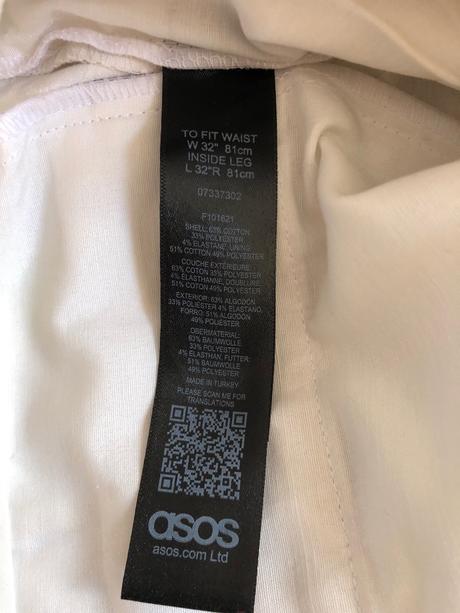 TO FIT WAIST
W 32" 81cm
INSIDE LEG
L 32"R 81cm
07337302
F101621
SHELL: 63% COTTON
33% POLYESTER
4% ELASTANE, LINING:
51% COTTON 49% POLYESTER
COUCHE EXTÉRIEURE:
63% COTON 33% POLYESTER
4% ÉLASTHANNE, DOUBLURE:
51% COTON 49% POLYESTER
EXTERIOR: 63% ALGODÓN
33% POLIÉSTER 4% ELASTANO,
FORRO: 51% ALGODÓN
49% POLIÉSTER
OBERMATERIAL:
63% BAUMWOLLE
33% POLYESTER
4% ELASTHAN, FUTTER:
51% BAUMWOLLE
49% POLYESTER
MADE IN TURKEY
PLEASE SCAN ME FOR
TRANSLATIONS
asos
asos.com Ltd